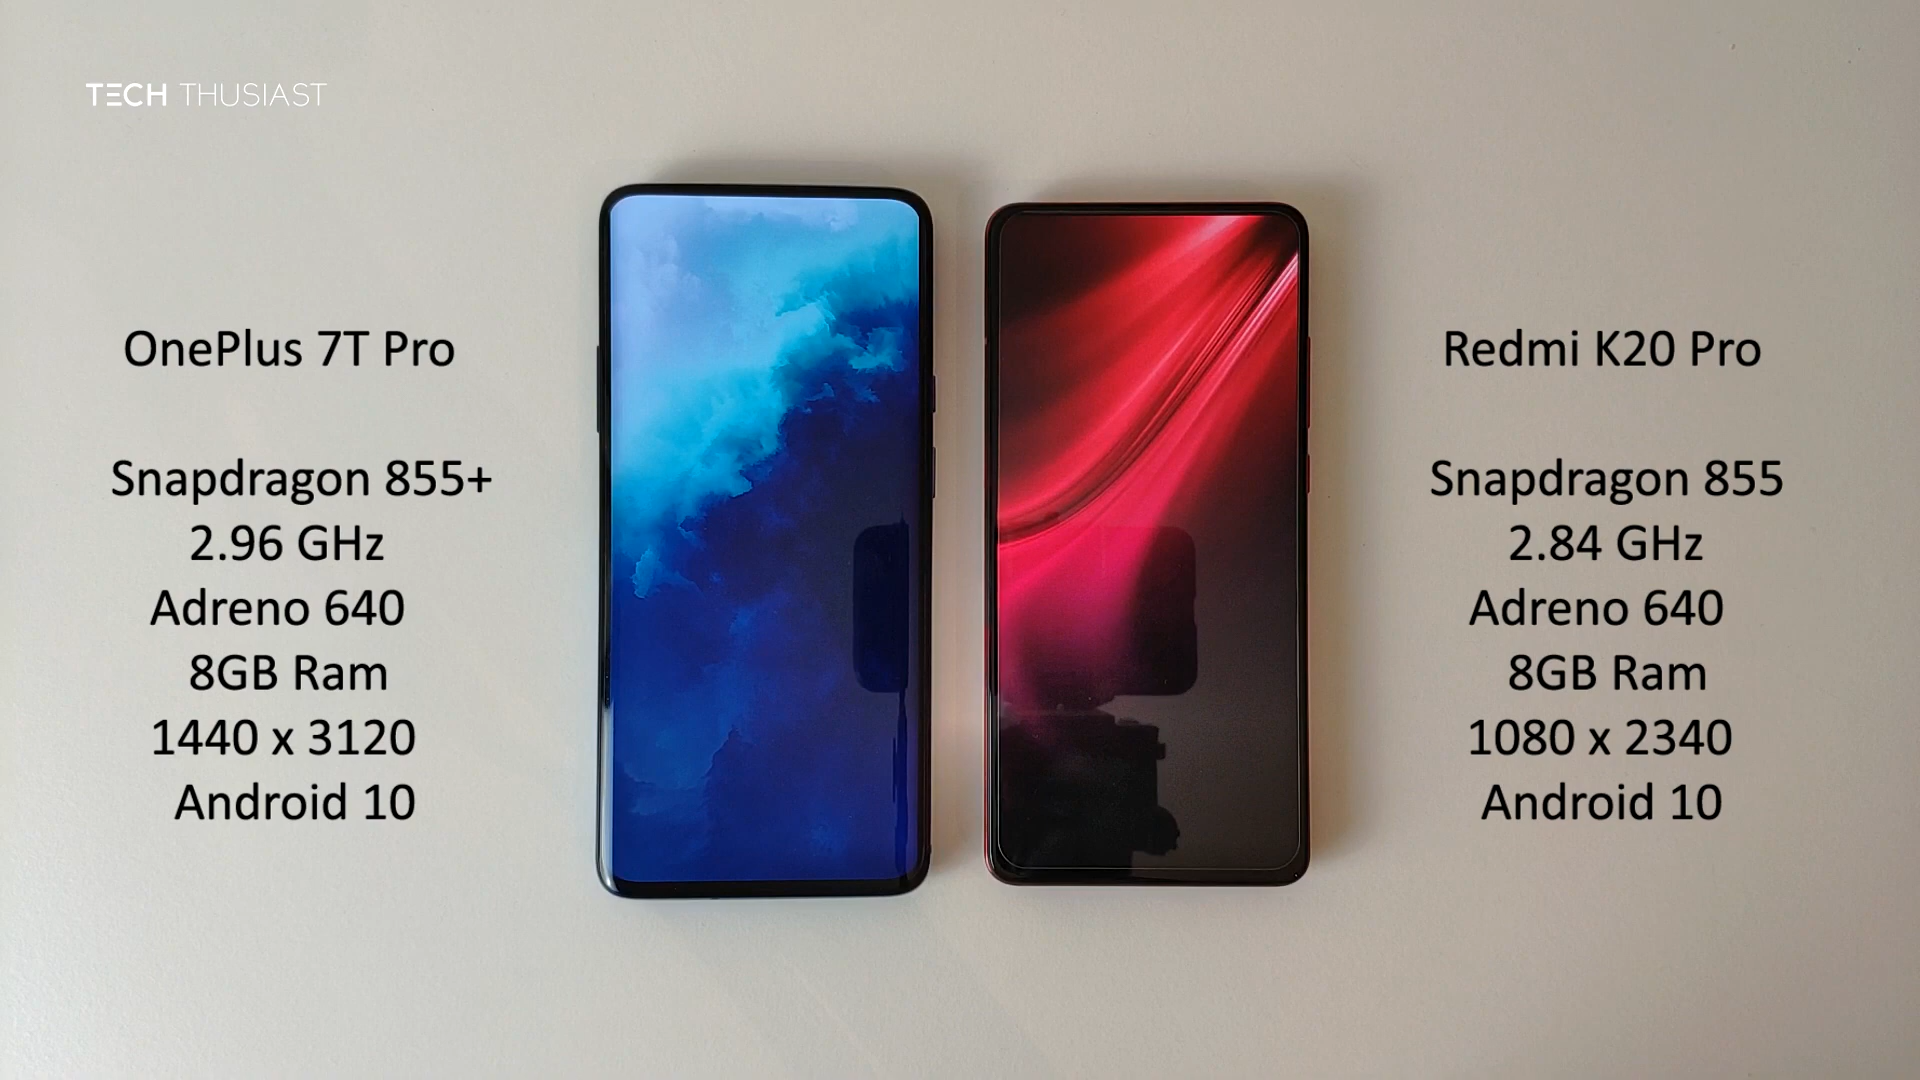 TECH THUSIAST
OnePlus 7T Pro
Snapdragon 855+
2.96 GHz
Adreno 640
8GB Ram
1440 x 3120
Android 10
Redmi K20 Pro
Snapdragon 855
2.84 GHz
Adreno 640
8GB Ram
1080 x 2340
Android 10